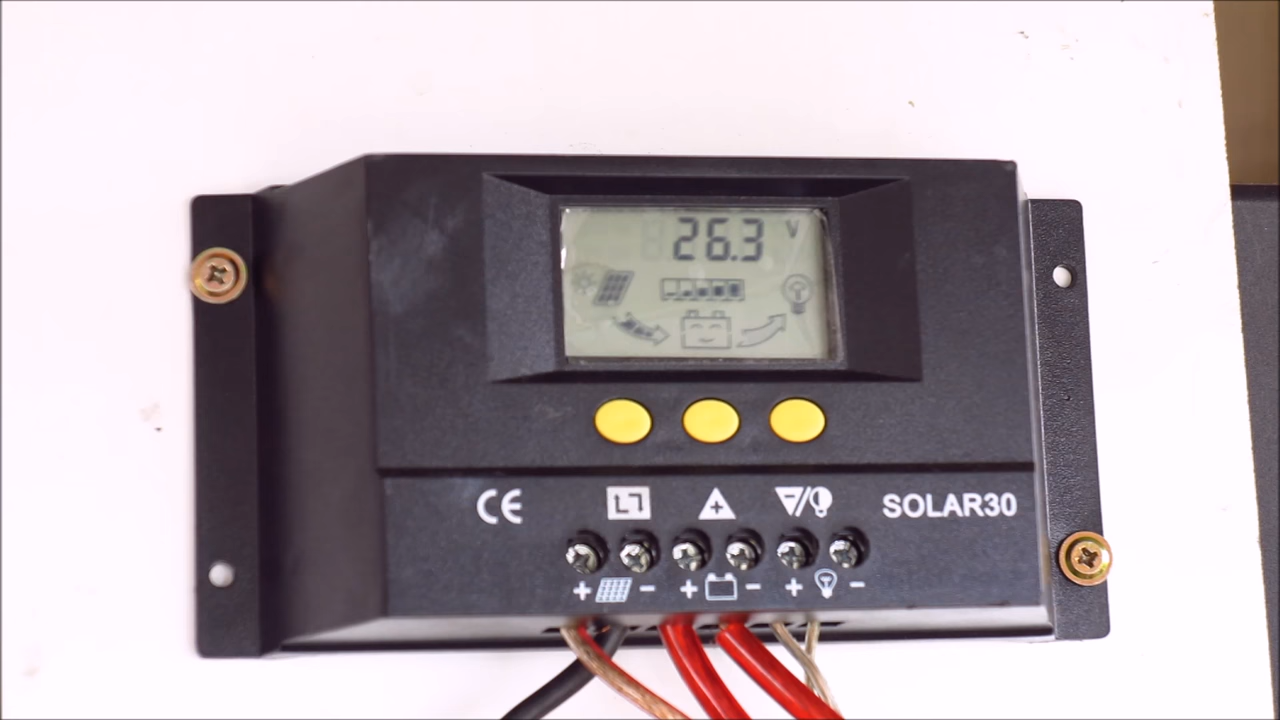 26.3 V
CE SOLAR30
+ - + - + -